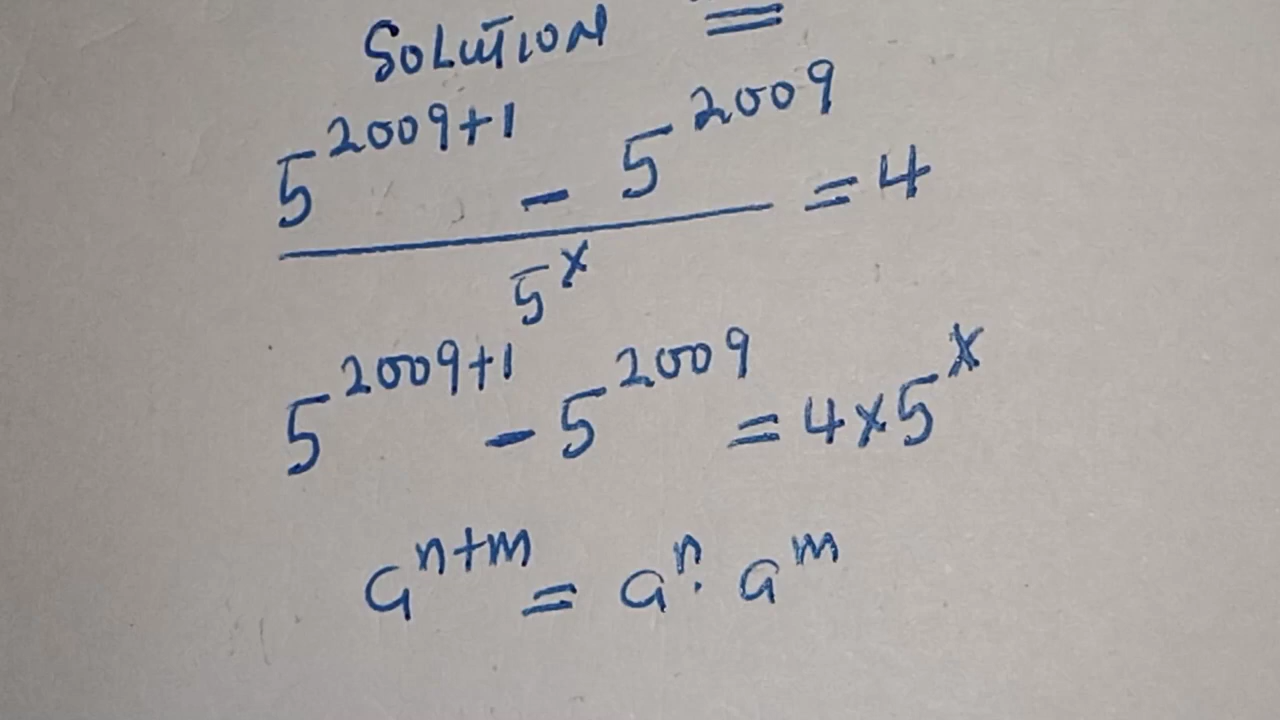 SOLUTION =
5^{2009+1} - 5^{2009}
/ 5^x = 4
5^{2009+1} - 5^{2009} = 4 x 5^x
a^{n+m} = a^n . a^m